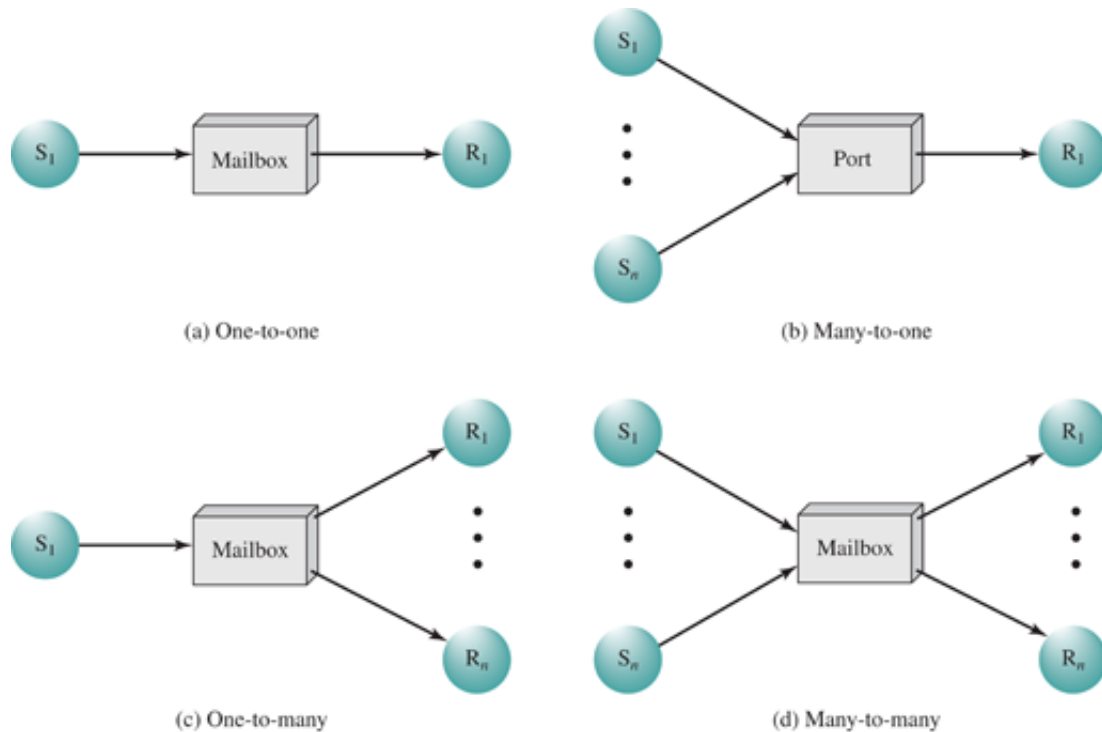 S1
Mailbox
R1
(a) One-to-one
S1
Sn
Port
R1
(b) Many-to-one
S1
Mailbox
R1
Rn
(c) One-to-many
S1
Sn
Mailbox
R1
Rn
(d) Many-to-many